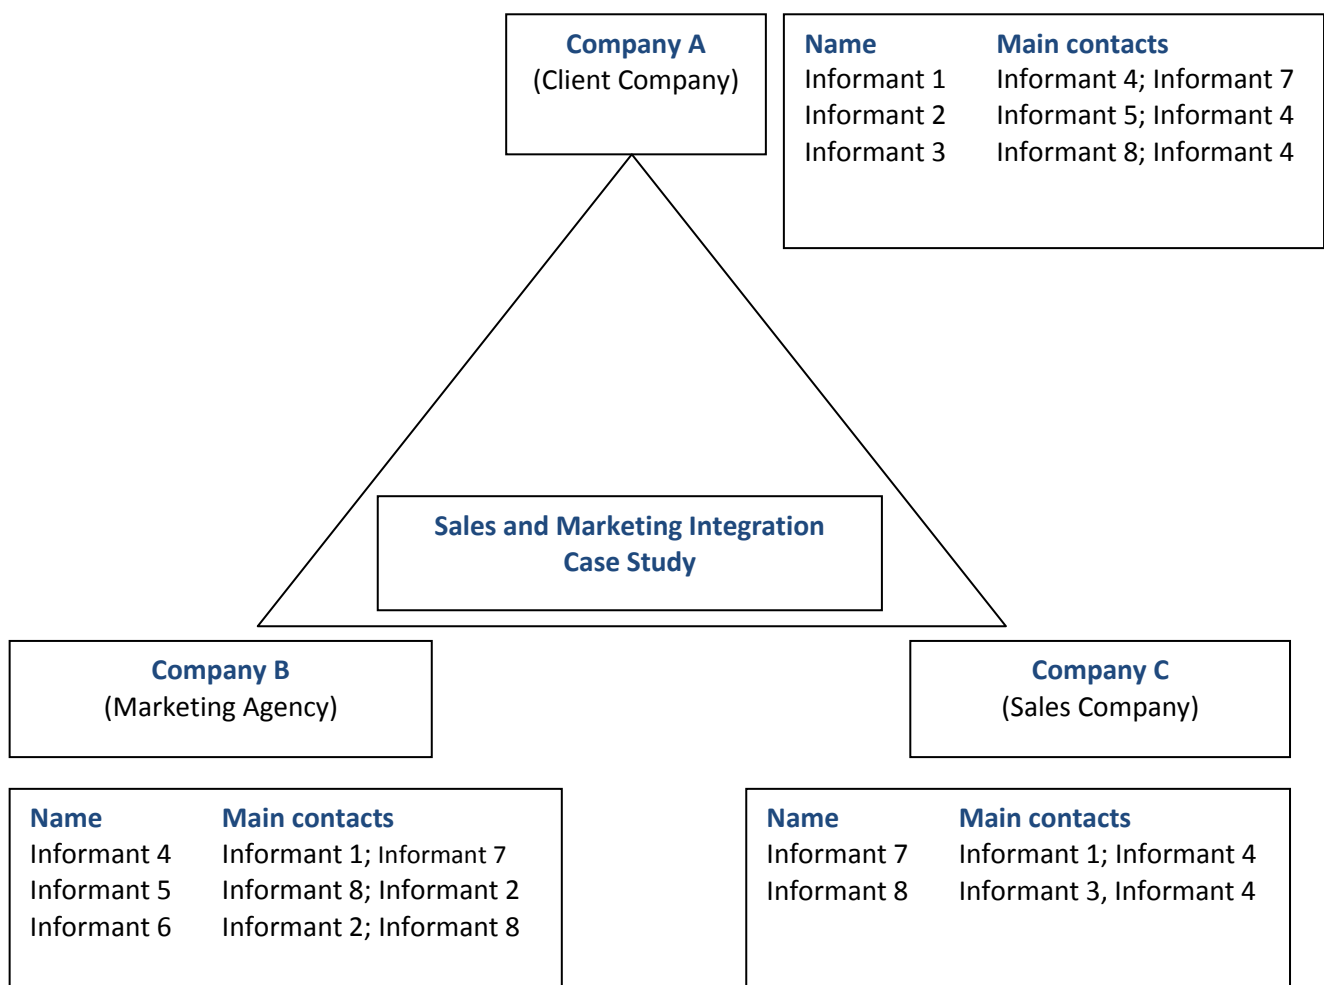 Company A
(Client Company)
Name Main contacts
Informant 1 Informant 4; Informant 7
Informant 2 Informant 5; Informant 4
Informant 3 Informant 8; Informant 4
Sales and Marketing Integration
Case Study
Company B
(Marketing Agency)
Company C
(Sales Company)
Name Main contacts
Informant 4 Informant 1; Informant 7
Informant 5 Informant 8; Informant 2
Informant 6 Informant 2; Informant 8
Name Main contacts
Informant 7 Informant 1; Informant 4
Informant 8 Informant 3, Informant 4